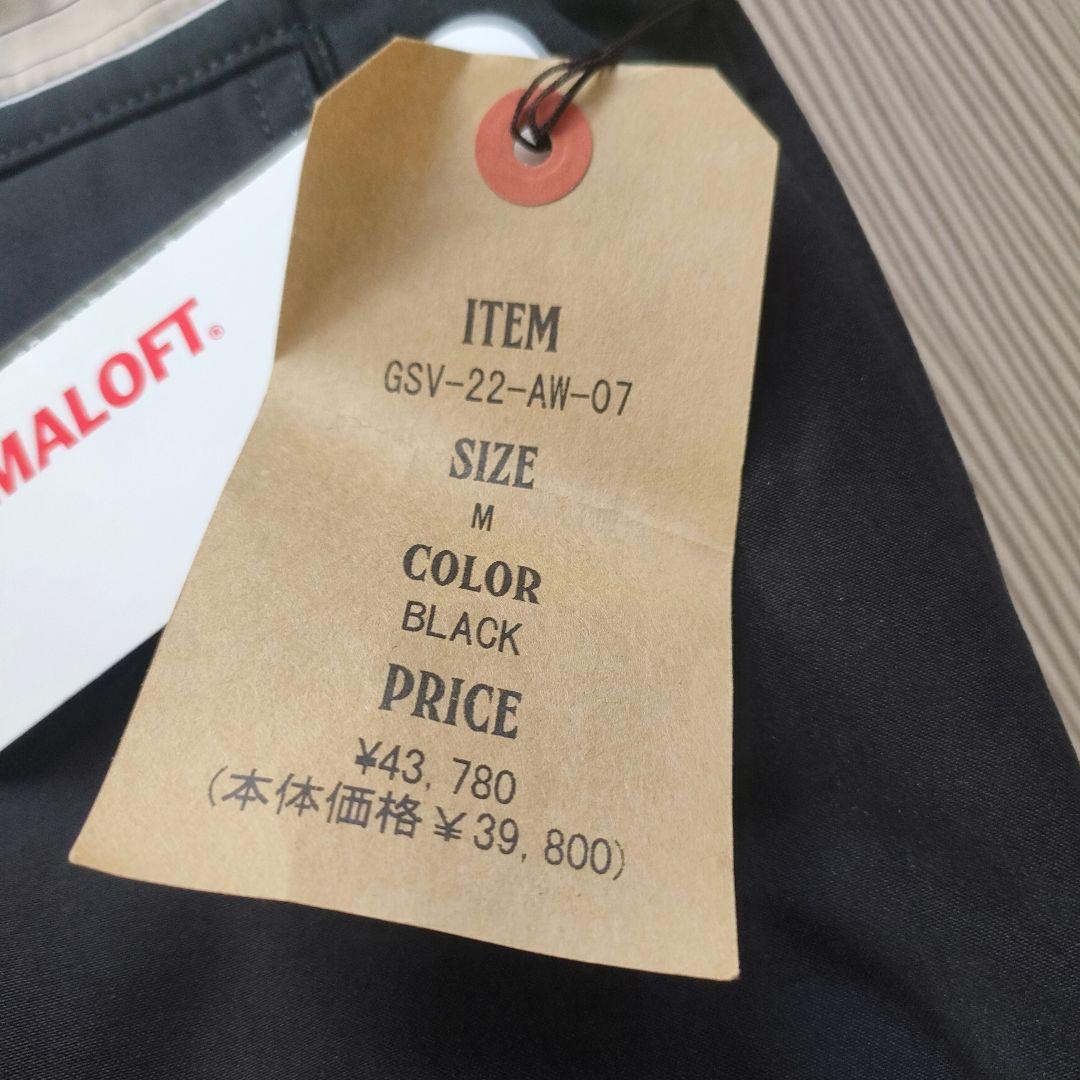 MALOFT®
ITEM
GSV-22-AW-07
SIZE
M
COLOR
BLACK
PRICE
¥43,780
(本体価格¥39,800)